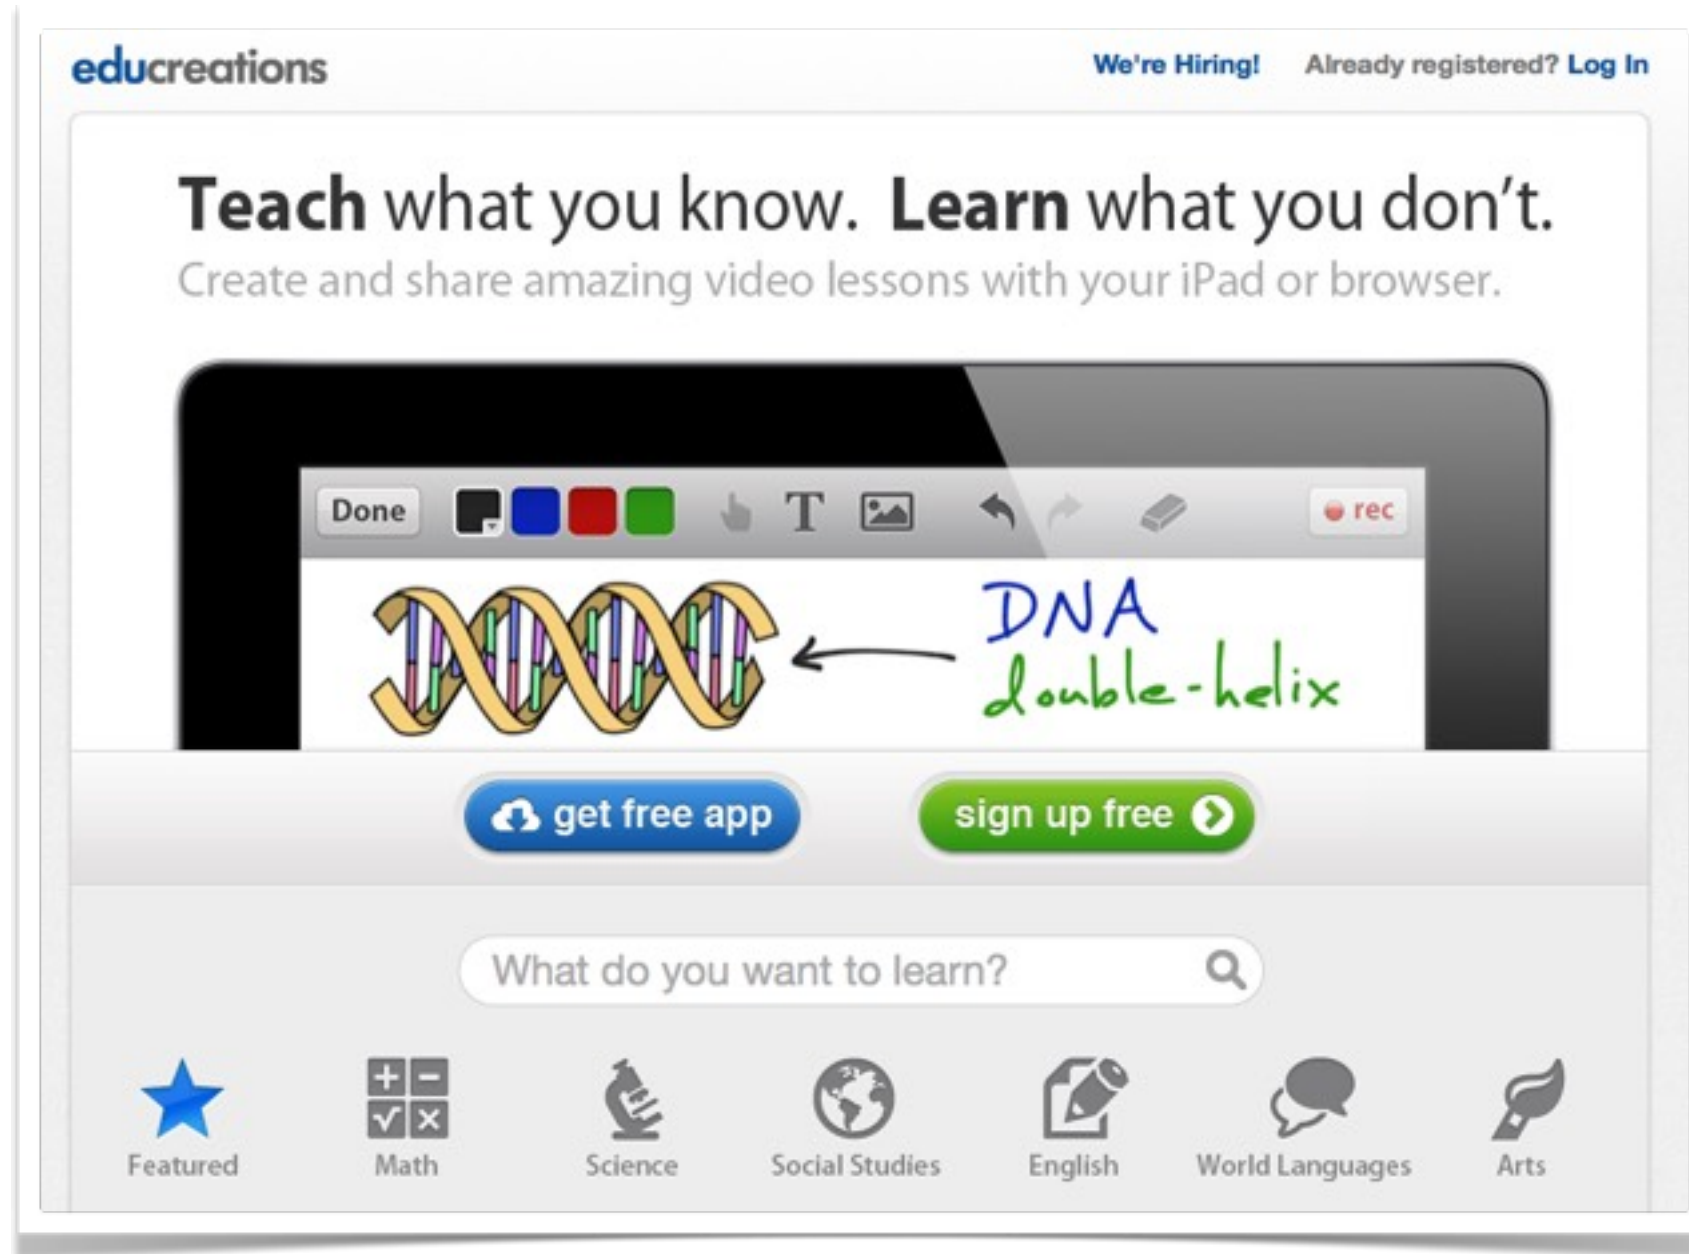 educreations We're Hiring! Already registered? Log In
Teach what you know. Learn what you don't.
Create and share amazing video lessons with your iPad or browser.
Done T rec
DNA
double-helix
get free app sign up free
What do you want to learn?
Featured Math Science Social Studies English World Languages Arts